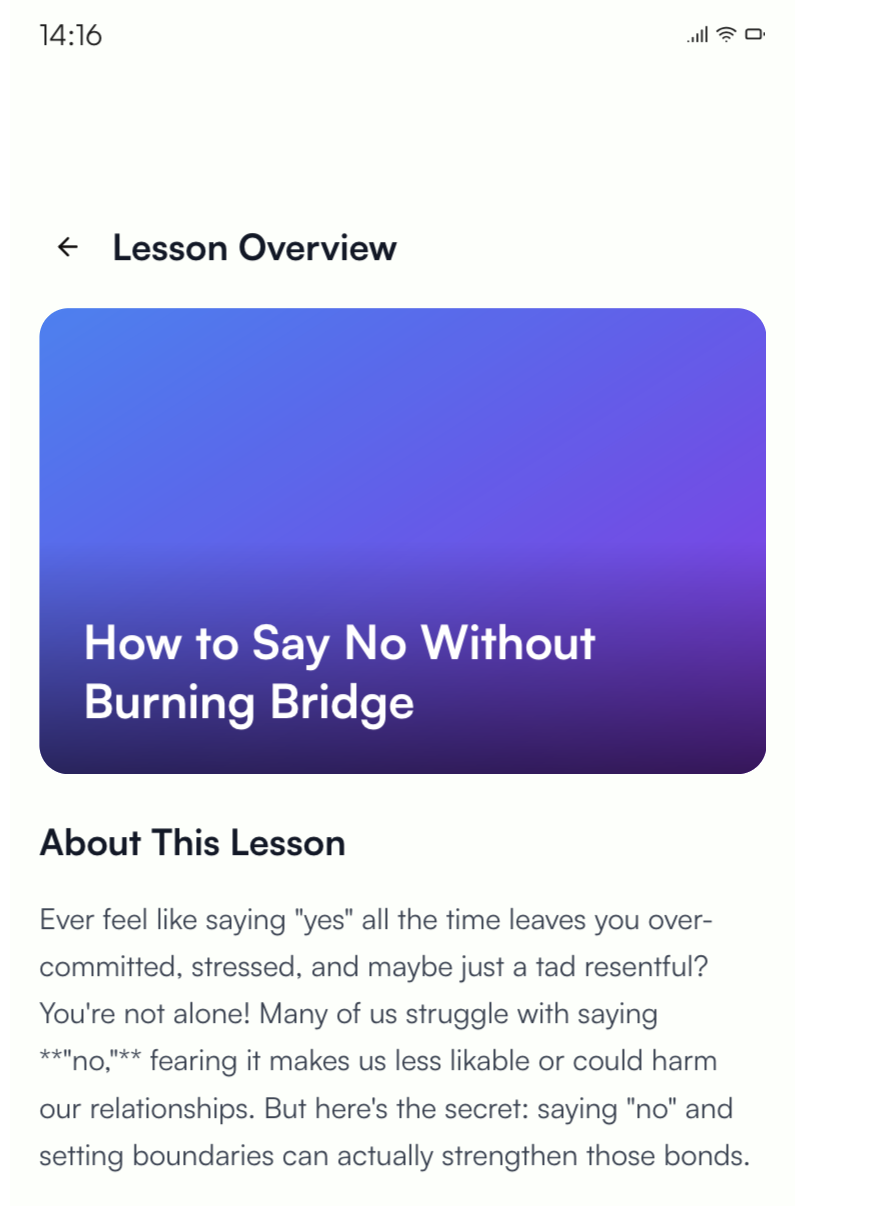 14:16
Lesson Overview
How to Say No Without
Burning Bridge
About This Lesson
Ever feel like saying "yes" all the time leaves you over-
committed, stressed, and maybe just a tad resentful?
You're not alone! Many of us struggle with saying
**"no,"** fearing it makes us less likable or could harm
our relationships. But here's the secret: saying "no" and
setting boundaries can actually strengthen those bonds.